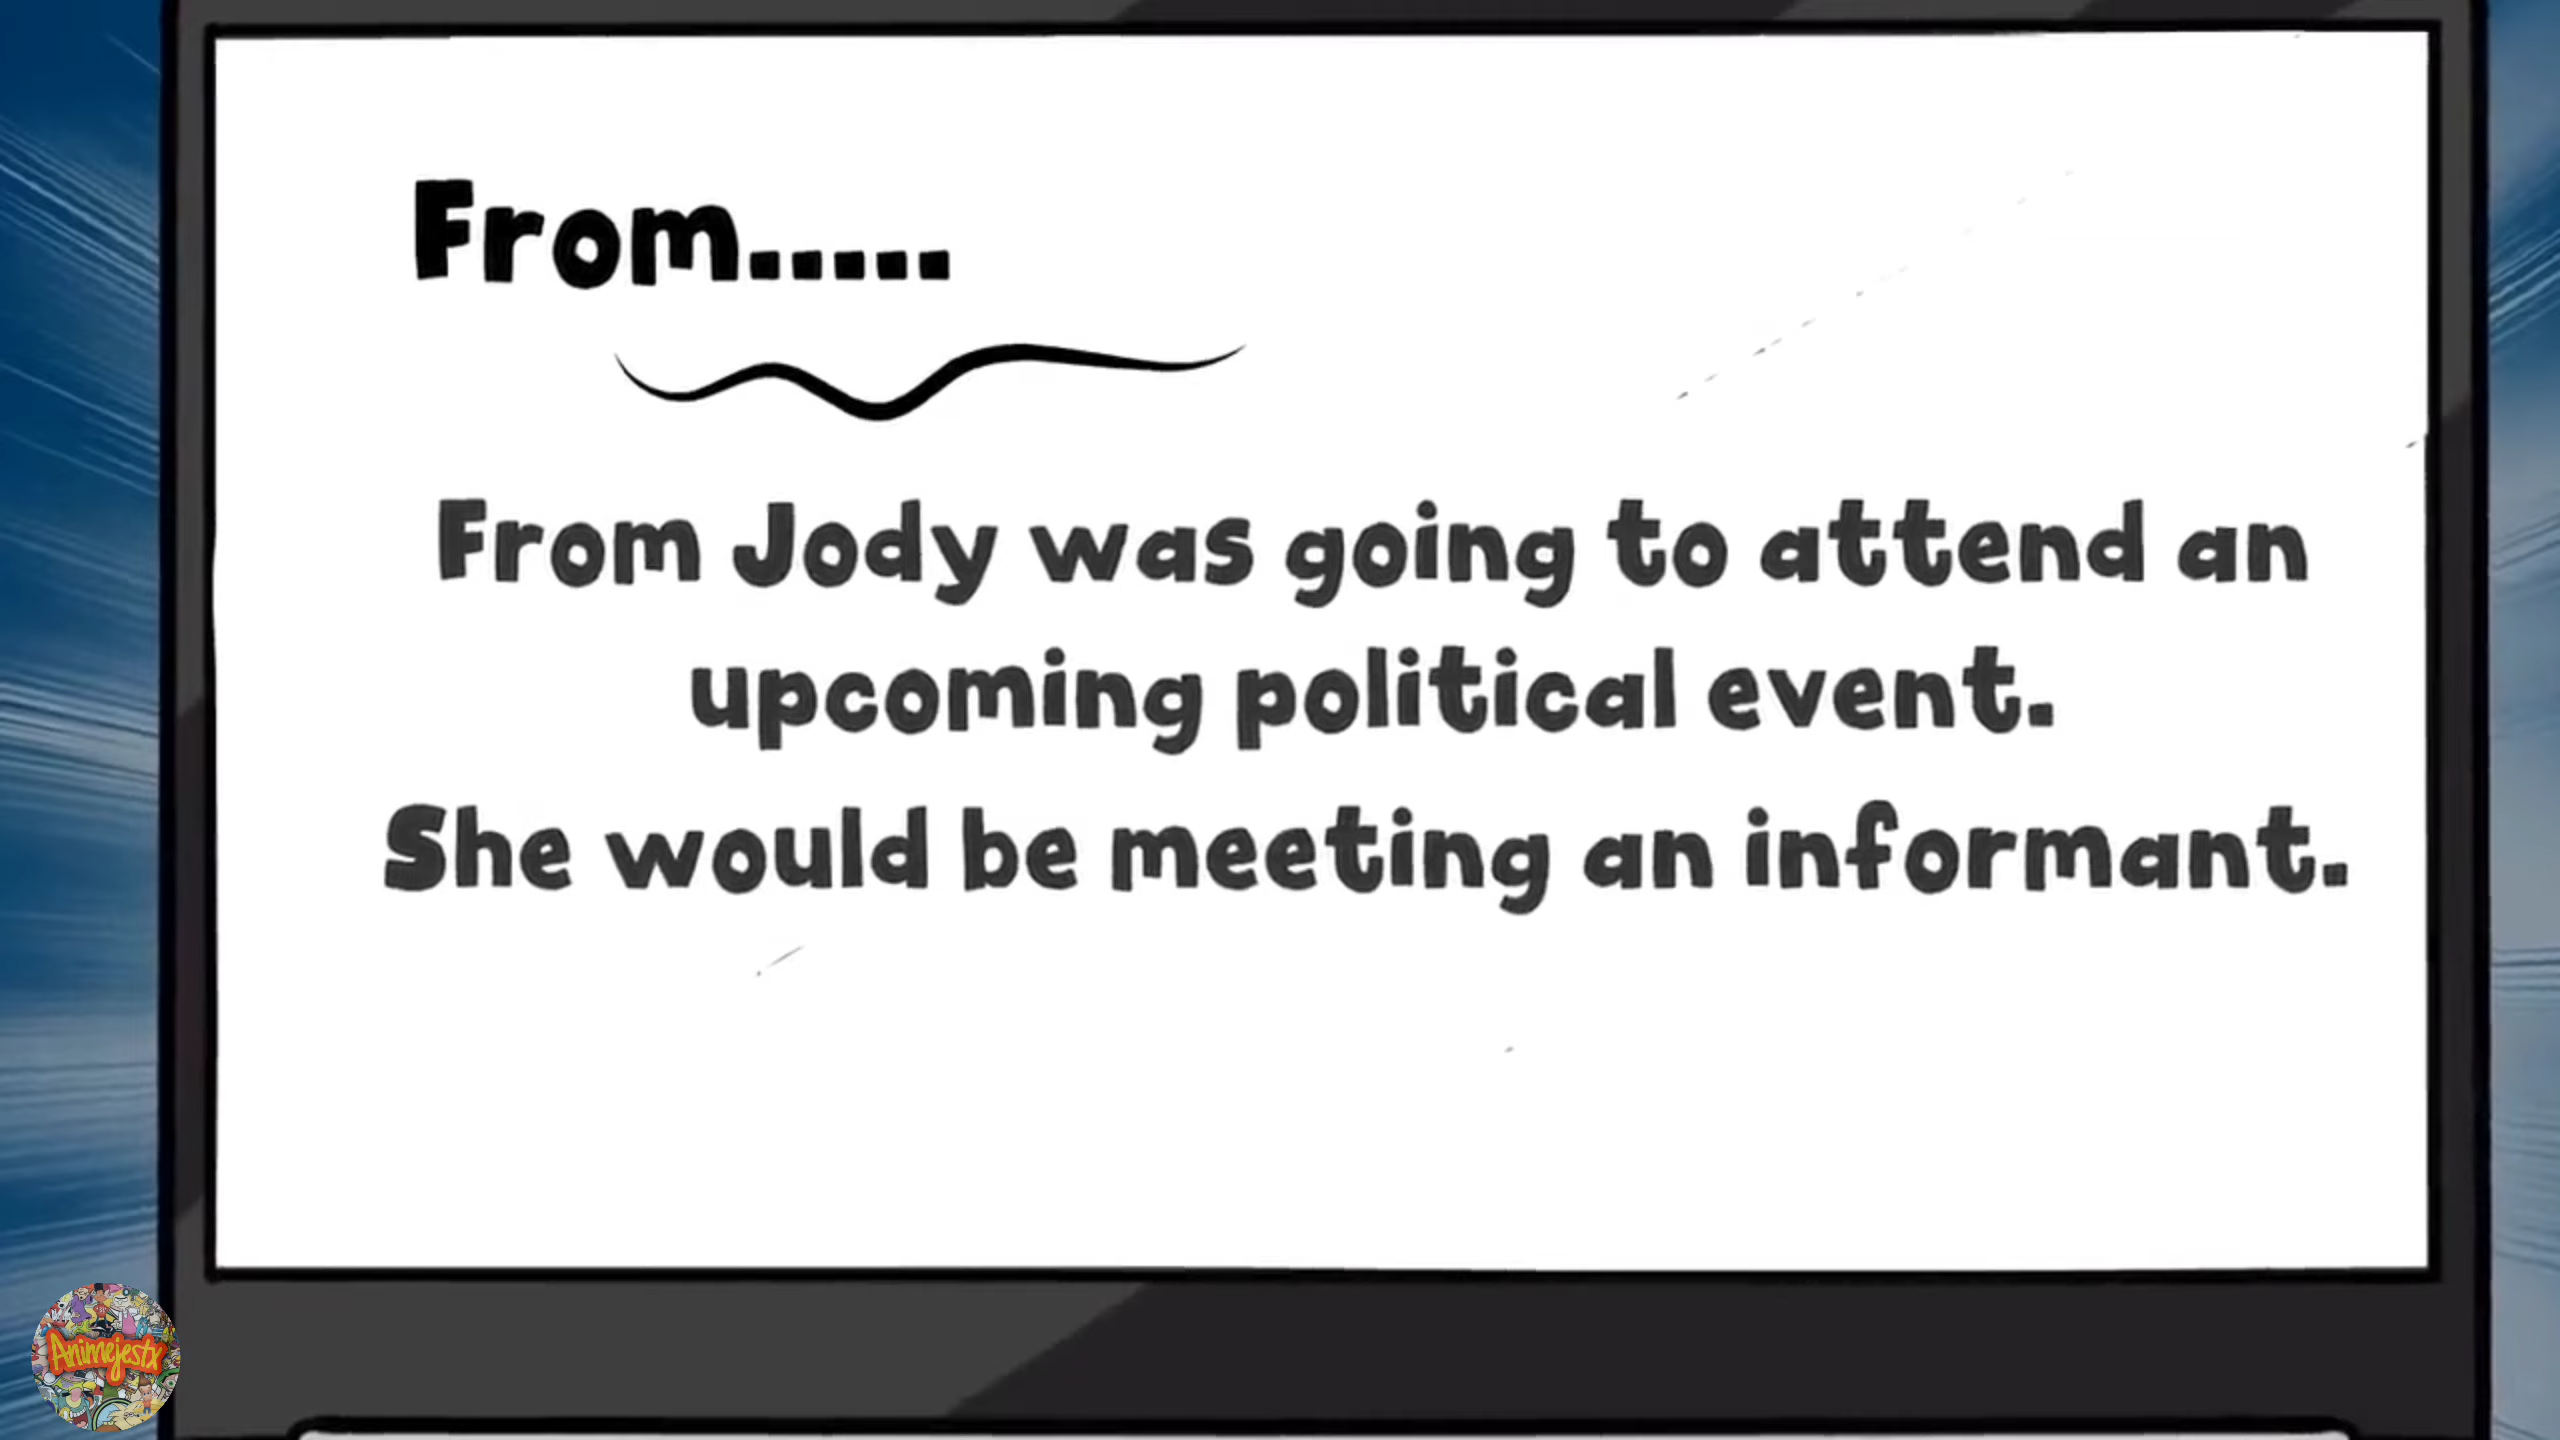 From.....
From Jody was going to attend an
upcoming political event.
She would be meeting an informant.
Animejestx